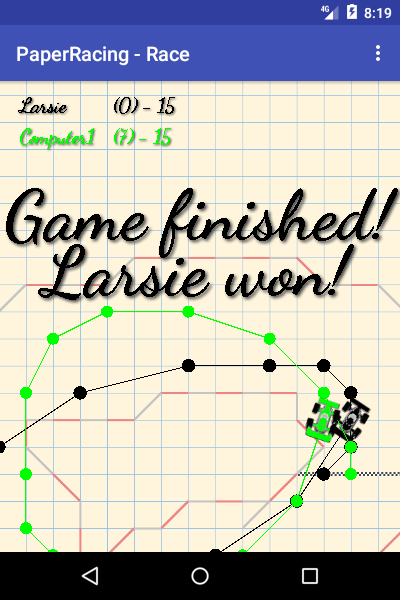 4G 8:19
PaperRacing - Race
Larsie (0) - 15
Computer1 (7) - 15
Game finished!
Larsie won!